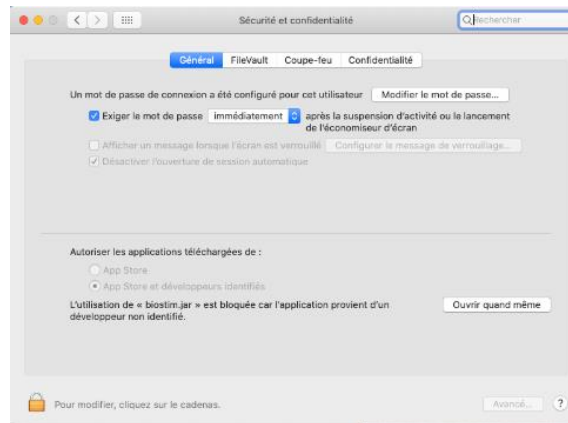 Sécurité et confidentialité
Rechercher
Général FileVault Coupe-feu Confidentialité
Un mot de passe de connexion a été configuré pour cet utilisateur Modifier le mot de passe...
Exiger le mot de passe immédiatement après la suspension d'activité ou le lancement
de l'économiseur d'écran
Afficher un message lorsque l'écran est verrouillé Configurer le message de verrouillage...
Désactiver l'ouverture de session automatique
Autoriser les applications téléchargées de :
App Store
App Store et développeurs identifiés
L'utilisation de « biostim.jar » est bloquée car l'application provient d'un
développeur non identifié.
Ouvrir quand même
Pour modifier, cliquez sur le cadenas.
Avancé... ?